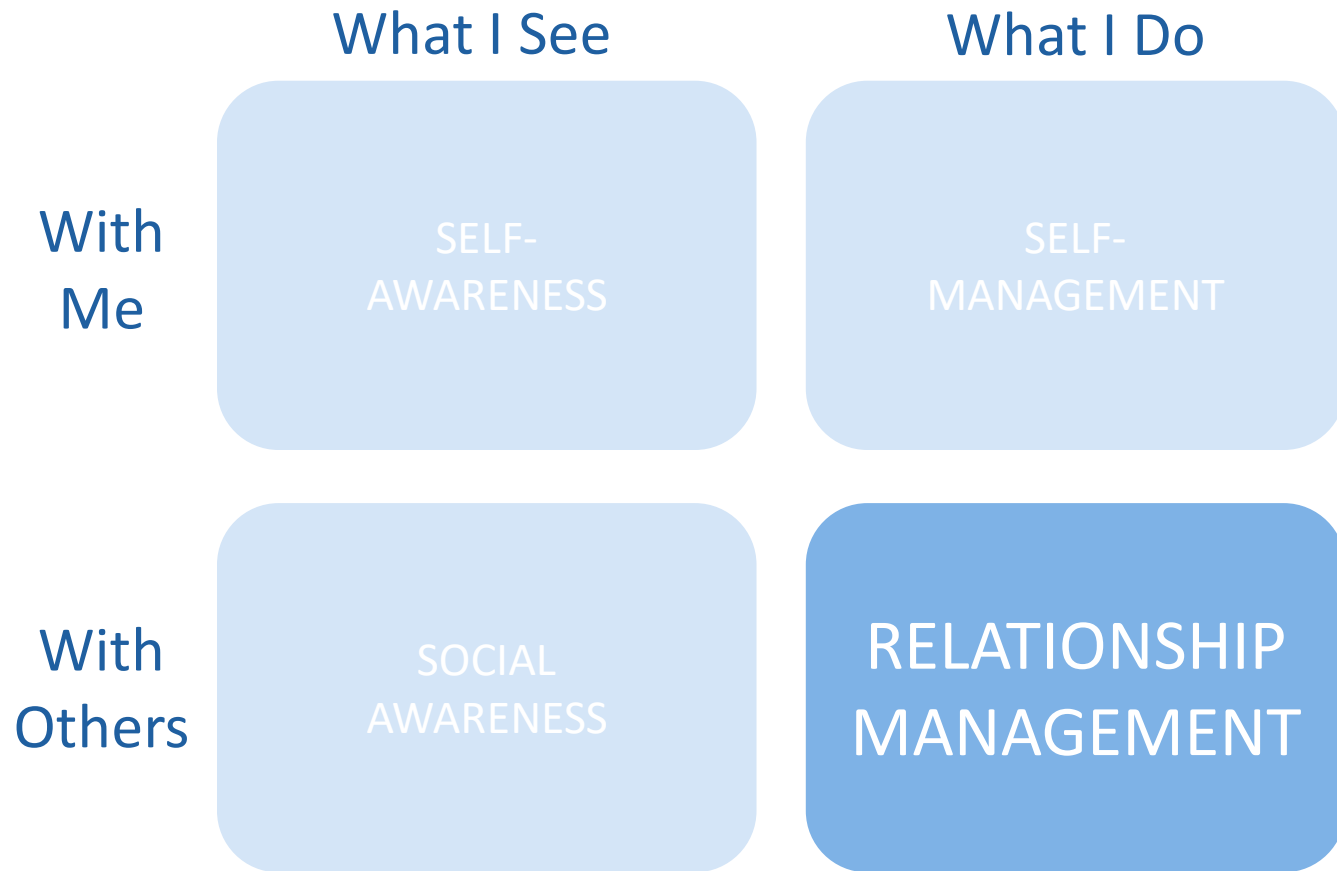 What I See
What I Do
With
Me
SELF-
AWARENESS
SELF-
MANAGEMENT
With
Others
SOCIAL
AWARENESS
RELATIONSHIP
MANAGEMENT